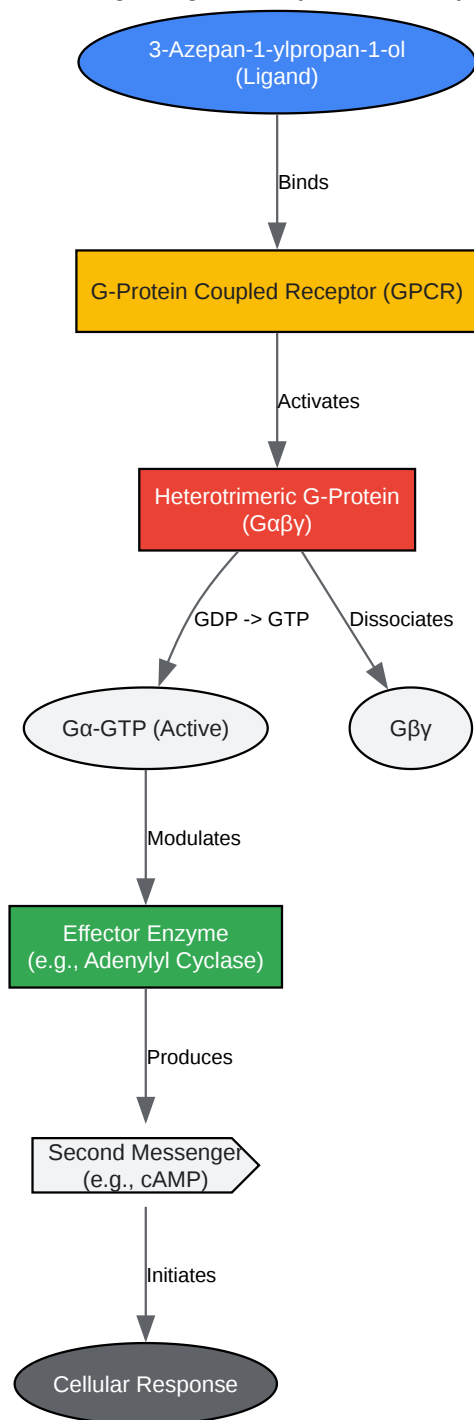 3-Azepan-1-ylpropan-1-ol
(Ligand)
Binds
G-Protein Coupled Receptor (GPCR)
Activates
Heterotrimeric G-Protein
(Gαβγ)
GDP -> GTP
Dissociates
Gα-GTP (Active)
Gβγ
Modulates
Effector Enzyme
(e.g., Adenylyl Cyclase)
Produces
Second Messenger
(e.g., cAMP)
Initiates
Cellular Response